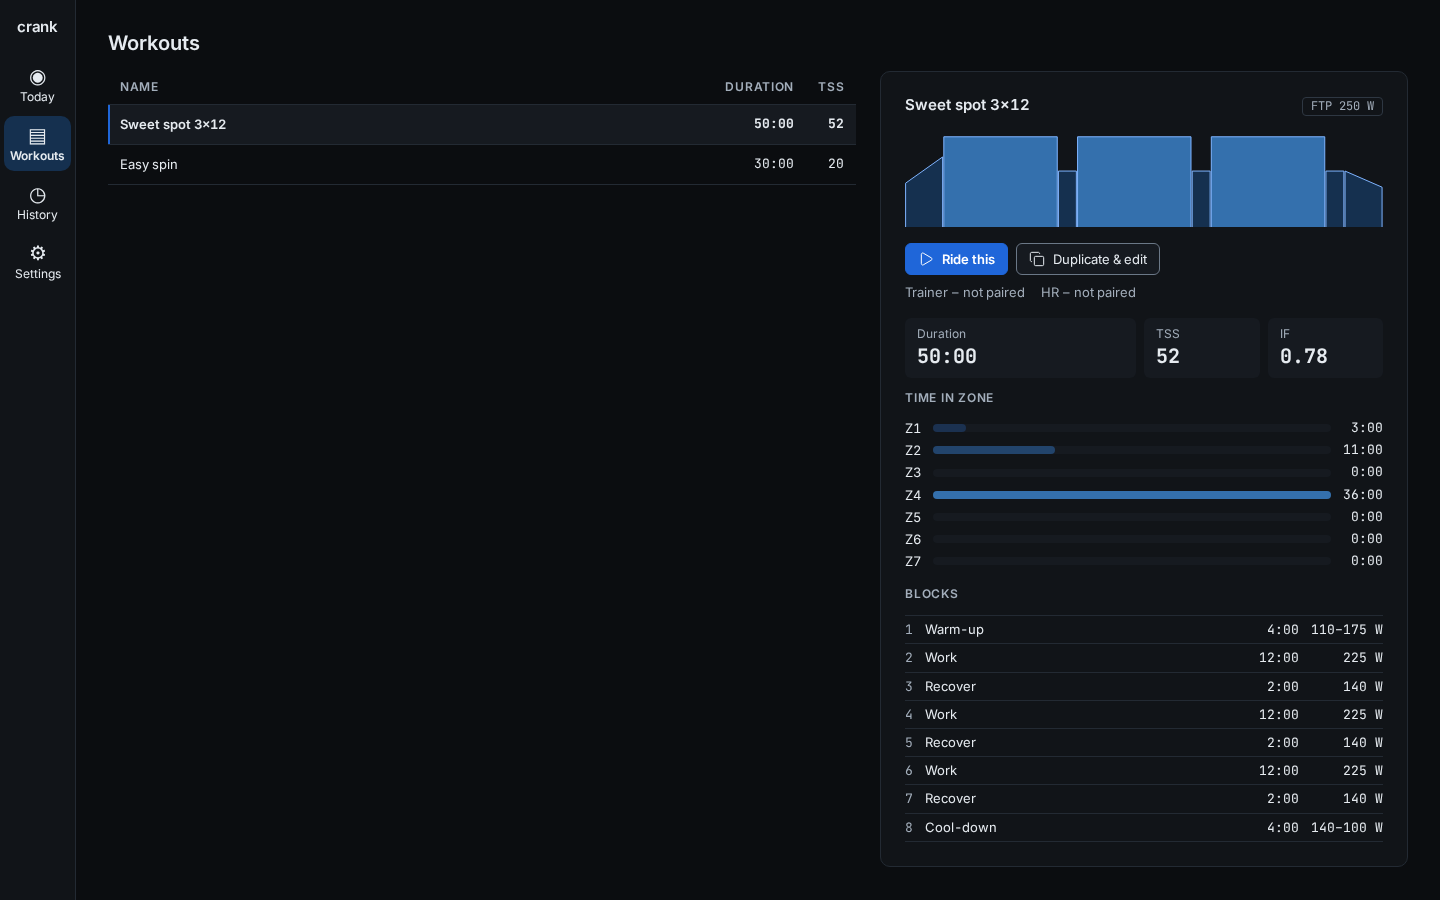 crank
Today
Workouts
History
Settings
Workouts
NAME DURATION TSS
Sweet spot 3×12 50:00 52
Easy spin 30:00 20
Sweet spot 3×12 FTP 250 W
Ride this Duplicate & edit
Trainer – not paired HR – not paired
Duration TSS IF
50:00 52 0.78
TIME IN ZONE
Z1 3:00
Z2 11:00
Z3 0:00
Z4 36:00
Z5 0:00
Z6 0:00
Z7 0:00
BLOCKS
1 Warm-up 4:00 110–175 W
2 Work 12:00 225 W
3 Recover 2:00 140 W
4 Work 12:00 225 W
5 Recover 2:00 140 W
6 Work 12:00 225 W
7 Recover 2:00 140 W
8 Cool-down 4:00 140–100 W